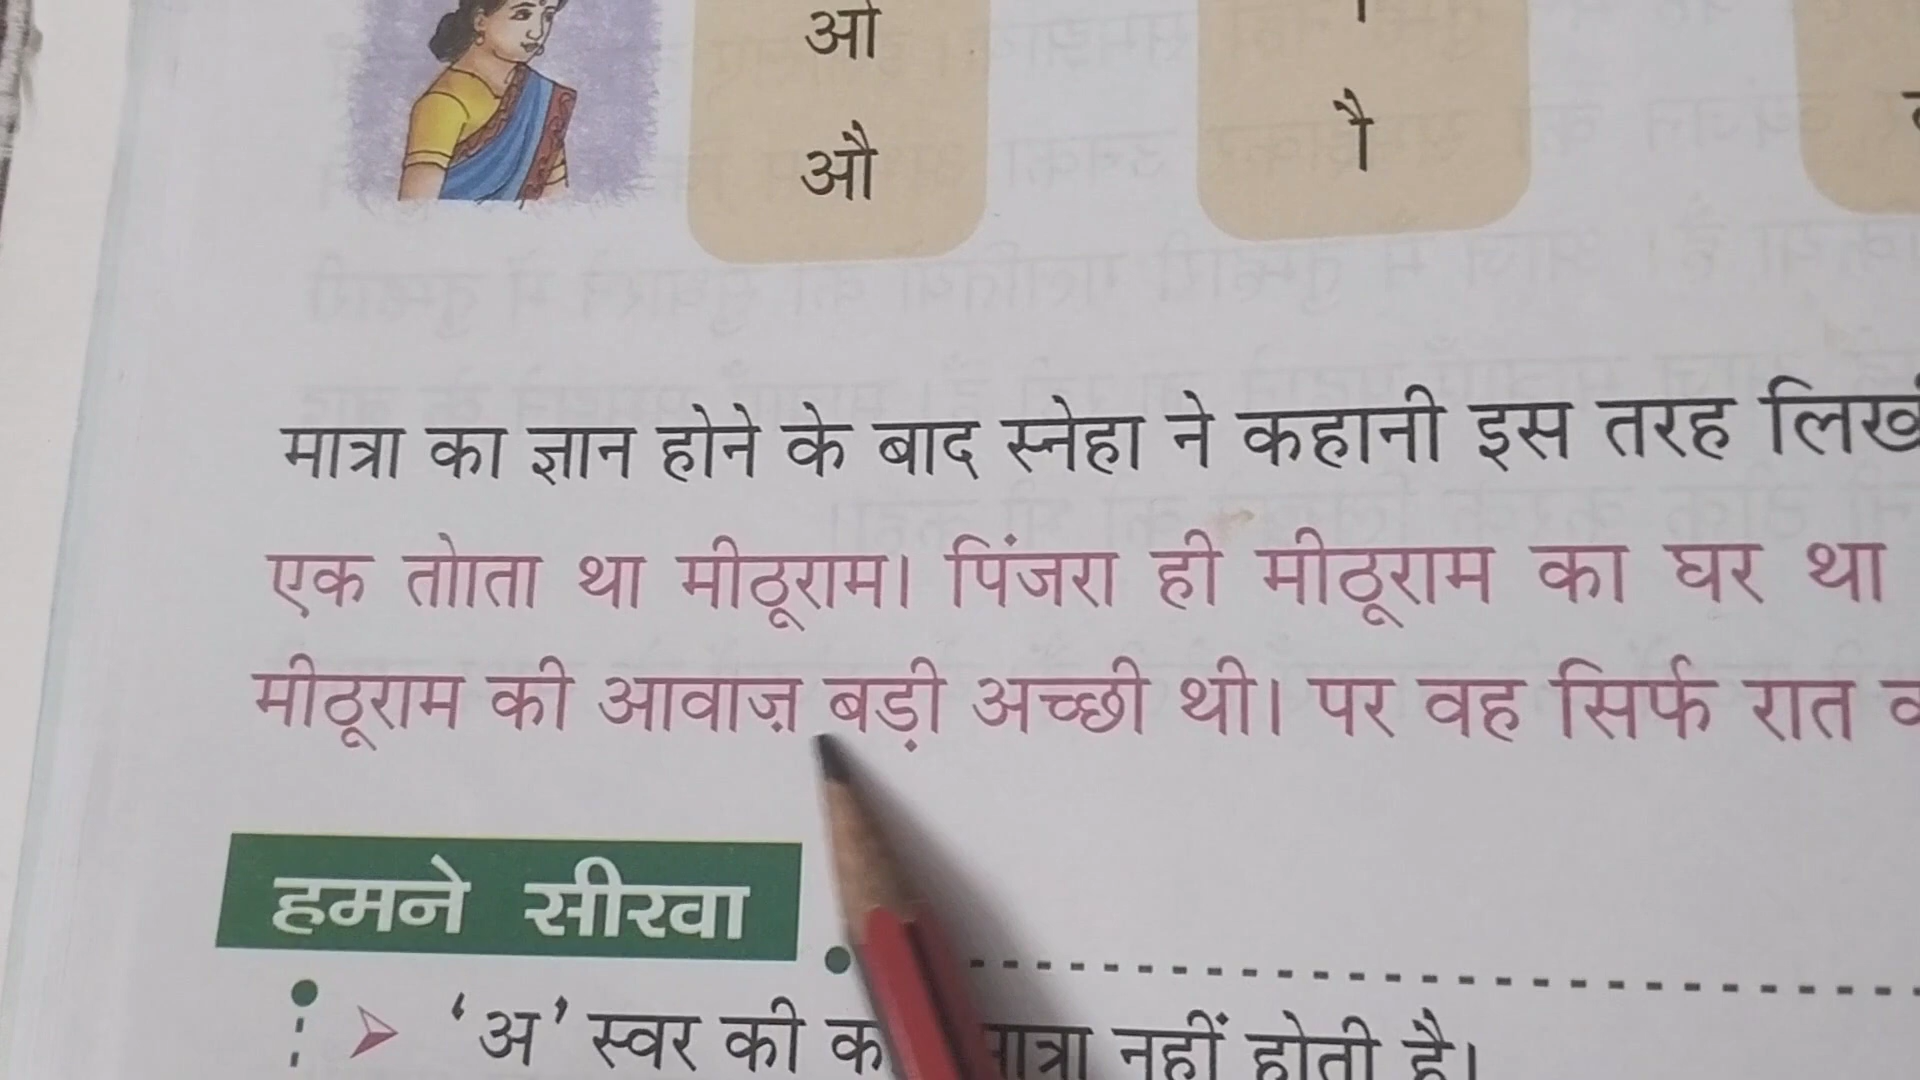 ओ
औ ौ
मात्रा का ज्ञान होने के बाद स्नेहा ने कहानी इस तरह
एक तोाता था मीठूराम। पिंजरा ही मीठूराम का घर था
मीठूराम की आवाज़ बड़ी अच्छी थी। पर वह सिर्फ रात
हमने सीखा
‘अ’ स्वर की मात्रा नहीं होती है।